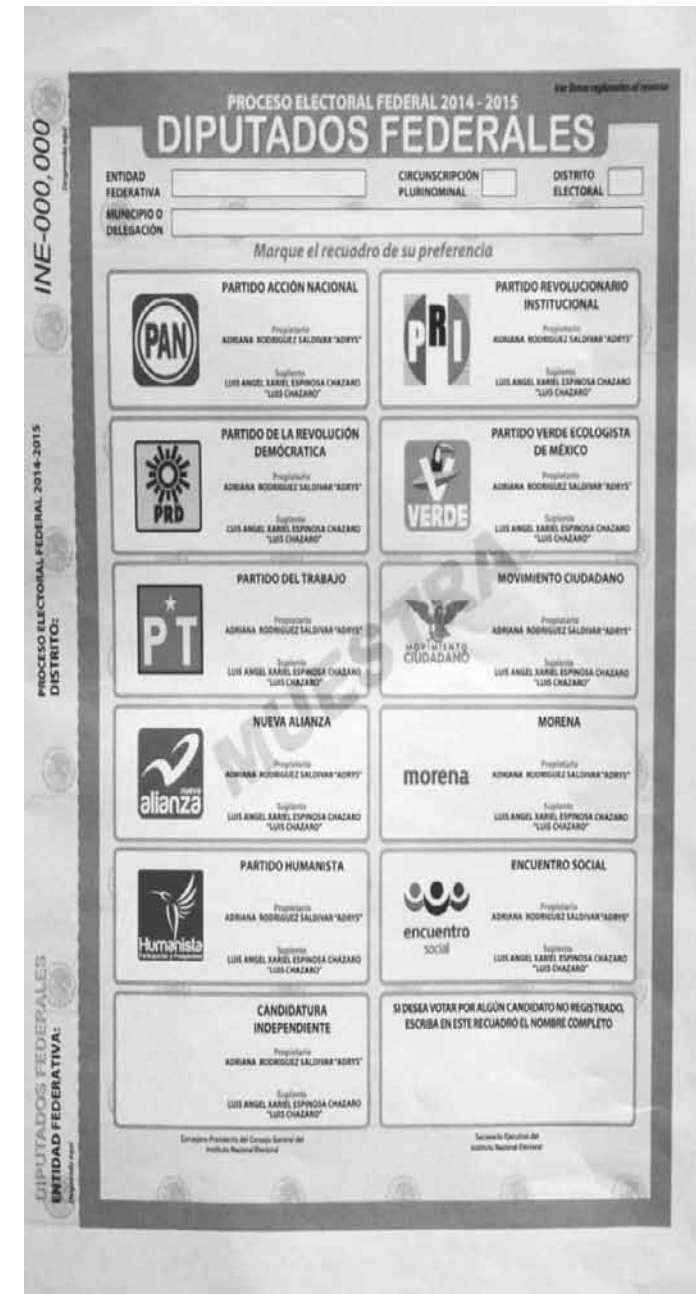 Ver listas regionales al reverso
PROCESO ELECTORAL FEDERAL 2014 - 2015
DIPUTADOS FEDERALES
ENTIDAD
FEDERATIVA
CIRCUNSCRIPCIÓN
PLURINOMINAL
DISTRITO
ELECTORAL
MUNICIPIO O
DELEGACIÓN
Marque el recuadro de su preferencia
PAN
PARTIDO ACCIÓN NACIONAL
Propietario
ADRIANA RODRIGUEZ SALDIVAR "ADRYS"
Suplente
LUIS ANGEL XARIEL ESPINOSA CHAZARO
"LUIS CHAZARO"
PRI
PARTIDO REVOLUCIONARIO
INSTITUCIONAL
Propietario
ADRIANA RODRIGUEZ SALDIVAR "ADRYS"
Suplente
LUIS ANGEL XARIEL ESPINOSA CHAZARO
"LUIS CHAZARO"
PRD
PARTIDO DE LA REVOLUCIÓN
DEMÓCRATICA
Propietario
ADRIANA RODRIGUEZ SALDIVAR "ADRYS"
Suplente
LUIS ANGEL XARIEL ESPINOSA CHAZARO
"LUIS CHAZARO"
VERDE
PARTIDO VERDE ECOLOGISTA
DE MÉXICO
Propietario
ADRIANA RODRIGUEZ SALDIVAR "ADRYS"
Suplente
LUIS ANGEL XARIEL ESPINOSA CHAZARO
"LUIS CHAZARO"
PT
PARTIDO DEL TRABAJO
Propietario
ADRIANA RODRIGUEZ SALDIVAR "ADRYS"
Suplente
LUIS ANGEL XARIEL ESPINOSA CHAZARO
"LUIS CHAZARO"
MOVIMIENTO
CIUDADANO
MOVIMIENTO CIUDADANO
Propietario
ADRIANA RODRIGUEZ SALDIVAR "ADRYS"
Suplente
LUIS ANGEL XARIEL ESPINOSA CHAZARO
"LUIS CHAZARO"
MUESTRA
nueva
alianza
NUEVA ALIANZA
Propietario
ADRIANA RODRIGUEZ SALDIVAR "ADRYS"
Suplente
LUIS ANGEL XARIEL ESPINOSA CHAZARO
"LUIS CHAZARO"
morena
MORENA
Propietario
ADRIANA RODRIGUEZ SALDIVAR "ADRYS"
Suplente
LUIS ANGEL XARIEL ESPINOSA CHAZARO
"LUIS CHAZARO"
Humanista
PARTIDO HUMANISTA
Propietario
ADRIANA RODRIGUEZ SALDIVAR "ADRYS"
Suplente
LUIS ANGEL XARIEL ESPINOSA CHAZARO
"LUIS CHAZARO"
encuentro
social
ENCUENTRO SOCIAL
Propietario
ADRIANA RODRIGUEZ SALDIVAR "ADRYS"
Suplente
LUIS ANGEL XARIEL ESPINOSA CHAZARO
"LUIS CHAZARO"
CANDIDATURA
INDEPENDIENTE
Propietario
ADRIANA RODRIGUEZ SALDIVAR "ADRYS"
Suplente
LUIS ANGEL XARIEL ESPINOSA CHAZARO
"LUIS CHAZARO"
SI DESEA VOTAR POR ALGÚN CANDIDATO NO REGISTRADO,
ESCRIBA EN ESTE RECUADRO EL NOMBRE COMPLETO
Consejero Presidente del Consejo General del
Instituto Nacional Electoral
Secretario Ejecutivo del
Instituto Nacional Electoral
INE-000,000
Desprenda aquí
PROCESO ELECTORAL FEDERAL 2014-2015
DISTRITO:
DIPUTADOS FEDERALES
ENTIDAD FEDERATIVA:
Desprenda aquí